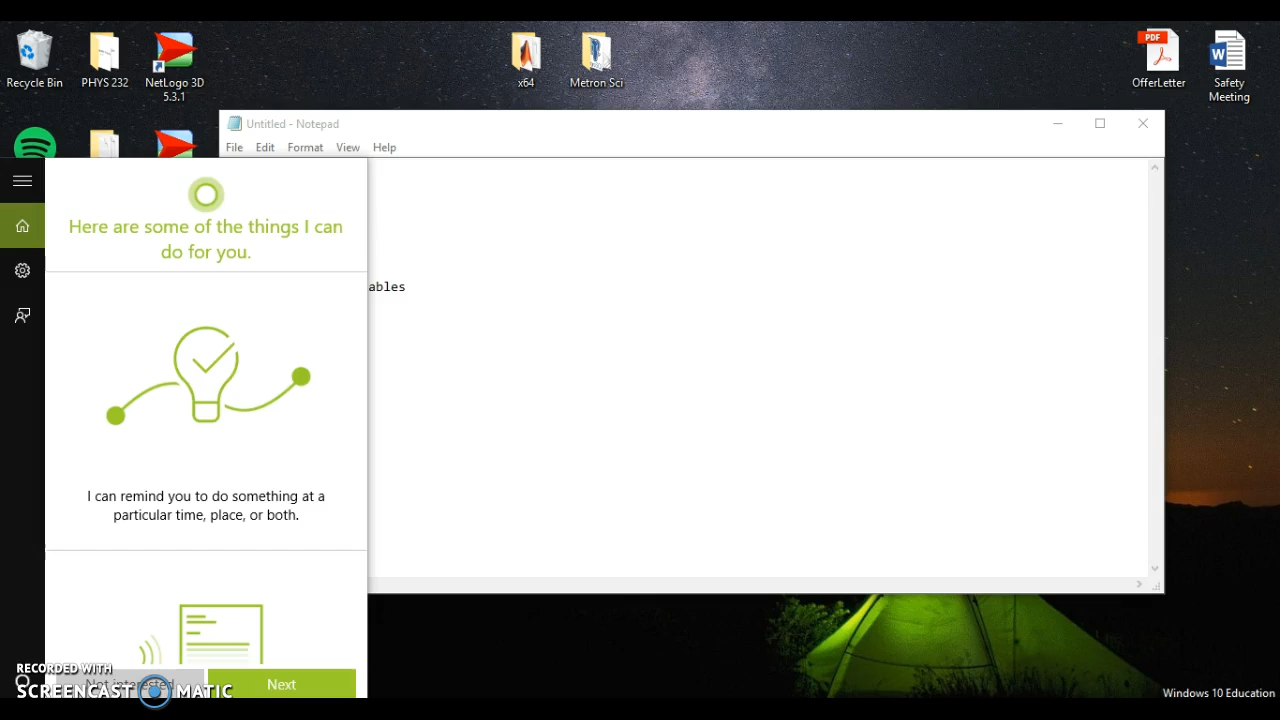 Recycle Bin
PHYS 232
NetLogo 3D
5.3.1
x64
Metron Sci
PDF
OfferLetter
W
Safety
Meeting
Untitled - Notepad
File Edit Format View Help
Here are some of the things I can
do for you.
ables
I can remind you to do something at a
particular time, place, or both.
Not interested
Next
RECORDED WITH
SCREENCAST MATIC
Windows 10 Education